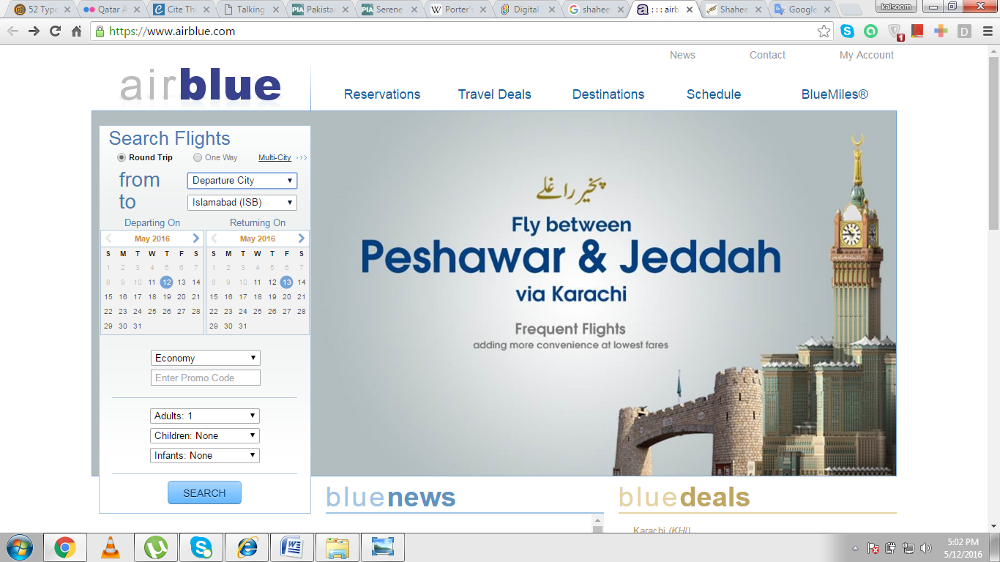 52 Type
Qatar A
Cite Thi
Talking
PIA Pakistan
PIA Serene
W Porter's
Digital
shahee
a : : : airb
Shahee
Google
kalsoom
https://www.airblue.com
1
D
News Contact My Account
airblue
Reservations Travel Deals Destinations Schedule BlueMiles®
Search Flights
Round Trip One Way Multi-City >>>
from Departure City
to Islamabad (ISB)
Departing On Returning On
May 2016 May 2016
S M T W T F S S M T W T F S
1 2 3 4 5 6 7 1 2 3 4 5 6 7
8 9 10 11 12 13 14 8 9 10 11 12 13 14
15 16 17 18 19 20 21 15 16 17 18 19 20 21
22 23 24 25 26 27 28 22 23 24 25 26 27 28
29 30 31 29 30 31
Economy
Enter Promo Code
Adults: 1
Children: None
Infants: None
SEARCH
پخیر راغلے
Fly between
Peshawar & Jeddah
via Karachi
Frequent Flights
adding more convenience at lowest fares
bluenews bluedeals
Karachi (KHI)
5:02 PM
5/12/2016